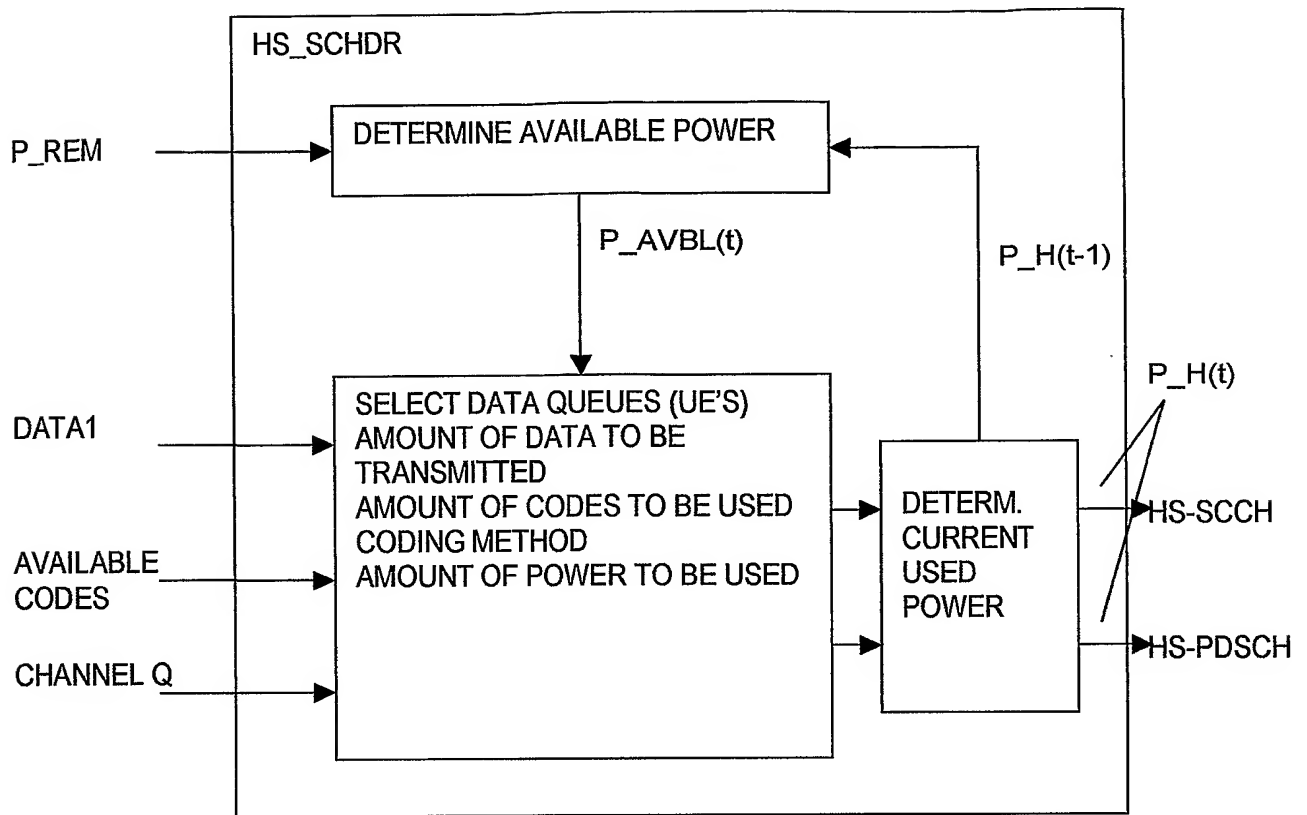 HS_SCHDR
P_REM
DETERMINE AVAILABLE POWER
P_AVBL(t)
P_H(t-1)
P_H(t)
DATA1
AVAILABLE
CODES
CHANNEL Q
SELECT DATA QUEUES (UE'S)
AMOUNT OF DATA TO BE
TRANSMITTED
AMOUNT OF CODES TO BE USED
CODING METHOD
AMOUNT OF POWER TO BE USED
DETERM.
CURRENT
USED
POWER
HS-SCCH
HS-PDSCH